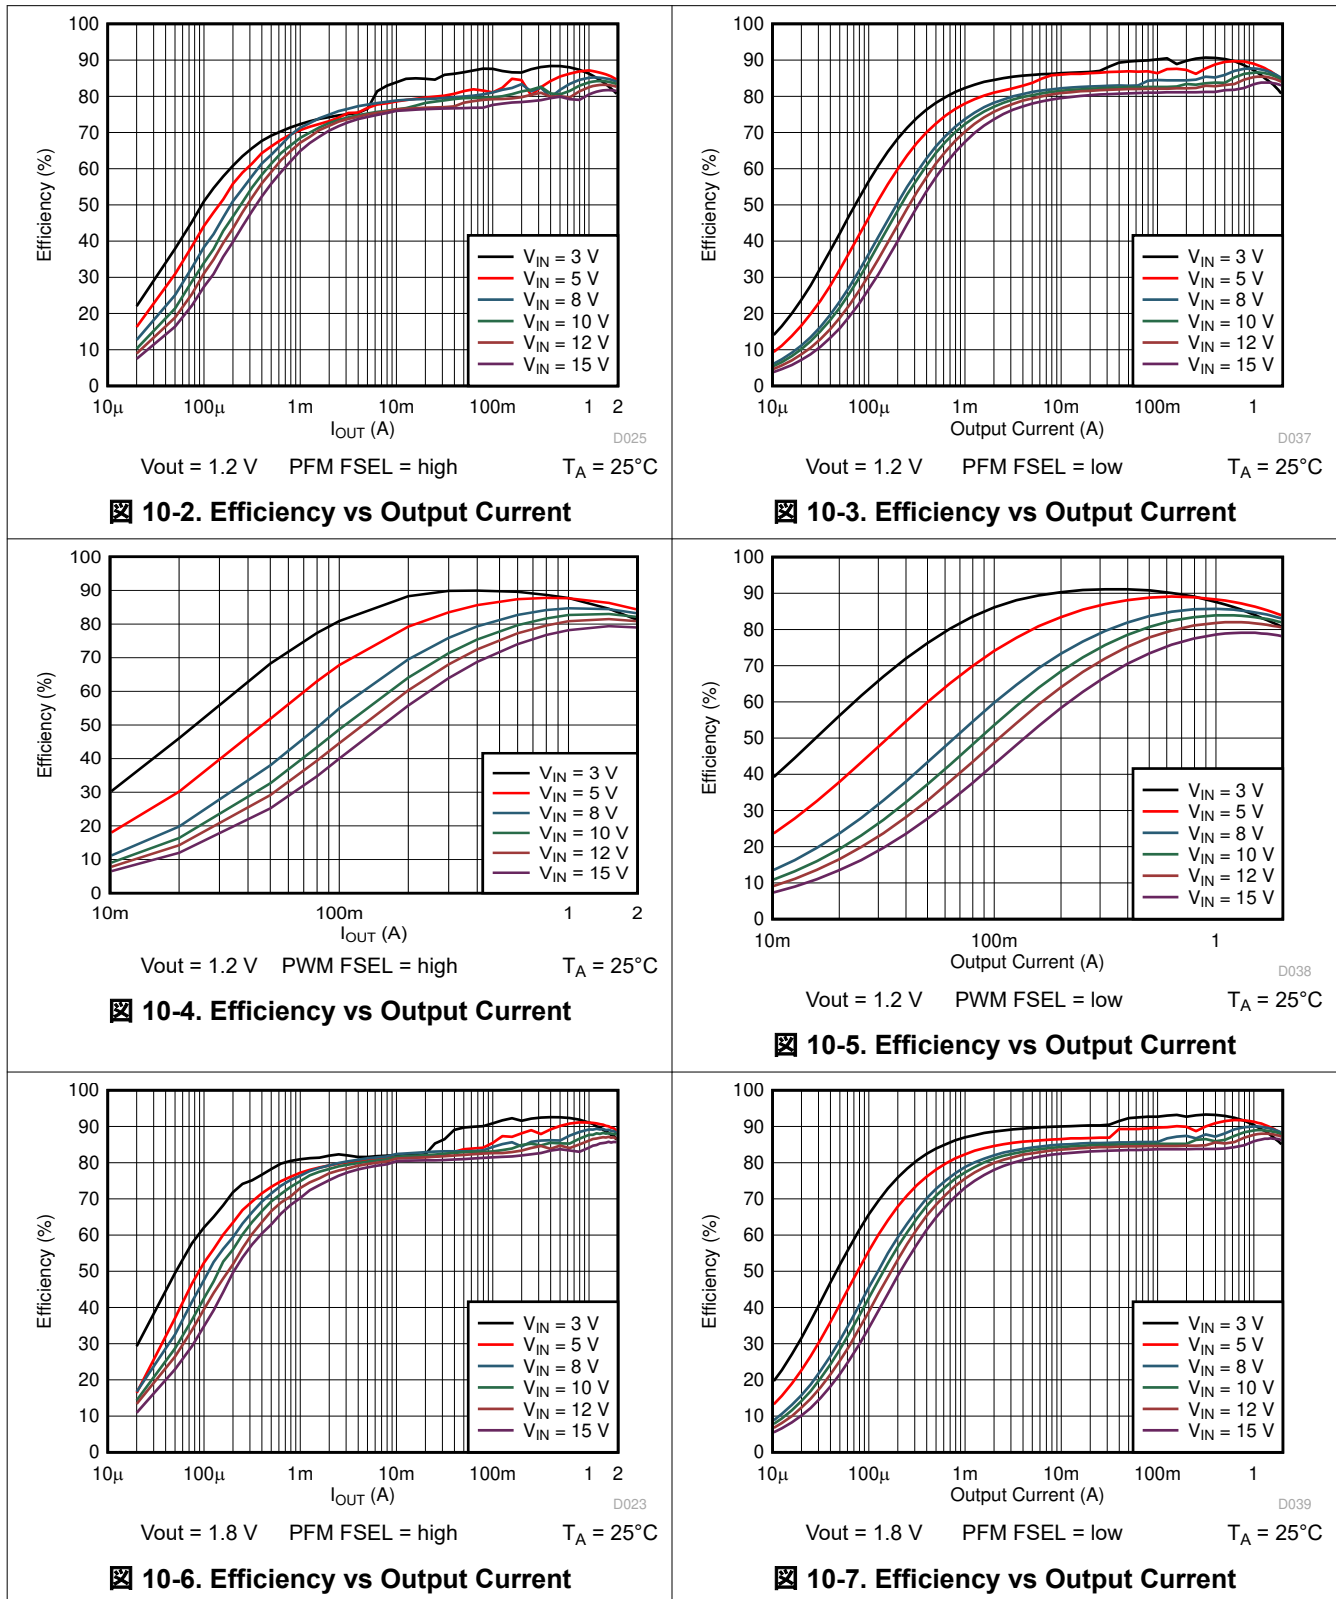 100
90
80
70
60
50
40
30
20
10
0
Efficiency (%)
VIN = 3 V
VIN = 5 V
VIN = 8 V
VIN = 10 V
VIN = 12 V
VIN = 15 V
10μ 100μ 1m 10m 100m 1 2
IOUT (A)
D025
Vout = 1.2 V PFM FSEL = high TA = 25°C
図 10-2. Efficiency vs Output Current
100
90
80
70
60
50
40
30
20
10
0
Efficiency (%)
VIN = 3 V
VIN = 5 V
VIN = 8 V
VIN = 10 V
VIN = 12 V
VIN = 15 V
10μ 100μ 1m 10m 100m 1
Output Current (A)
D037
Vout = 1.2 V PFM FSEL = low TA = 25°C
図 10-3. Efficiency vs Output Current
100
90
80
70
60
50
40
30
20
10
0
Efficiency (%)
VIN = 3 V
VIN = 5 V
VIN = 8 V
VIN = 10 V
VIN = 12 V
VIN = 15 V
10m 100m 1 2
IOUT (A)
Vout = 1.2 V PWM FSEL = high TA = 25°C
図 10-4. Efficiency vs Output Current
100
90
80
70
60
50
40
30
20
10
0
Efficiency (%)
VIN = 3 V
VIN = 5 V
VIN = 8 V
VIN = 10 V
VIN = 12 V
VIN = 15 V
10m 100m 1
Output Current (A)
D038
Vout = 1.2 V PWM FSEL = low TA = 25°C
図 10-5. Efficiency vs Output Current
100
90
80
70
60
50
40
30
20
10
0
Efficiency (%)
VIN = 3 V
VIN = 5 V
VIN = 8 V
VIN = 10 V
VIN = 12 V
VIN = 15 V
10μ 100μ 1m 10m 100m 1 2
IOUT (A)
D023
Vout = 1.8 V PFM FSEL = high TA = 25°C
図 10-6. Efficiency vs Output Current
100
90
80
70
60
50
40
30
20
10
0
Efficiency (%)
VIN = 3 V
VIN = 5 V
VIN = 8 V
VIN = 10 V
VIN = 12 V
VIN = 15 V
10μ 100μ 1m 10m 100m 1
Output Current (A)
D039
Vout = 1.8 V PFM FSEL = low TA = 25°C
図 10-7. Efficiency vs Output Current